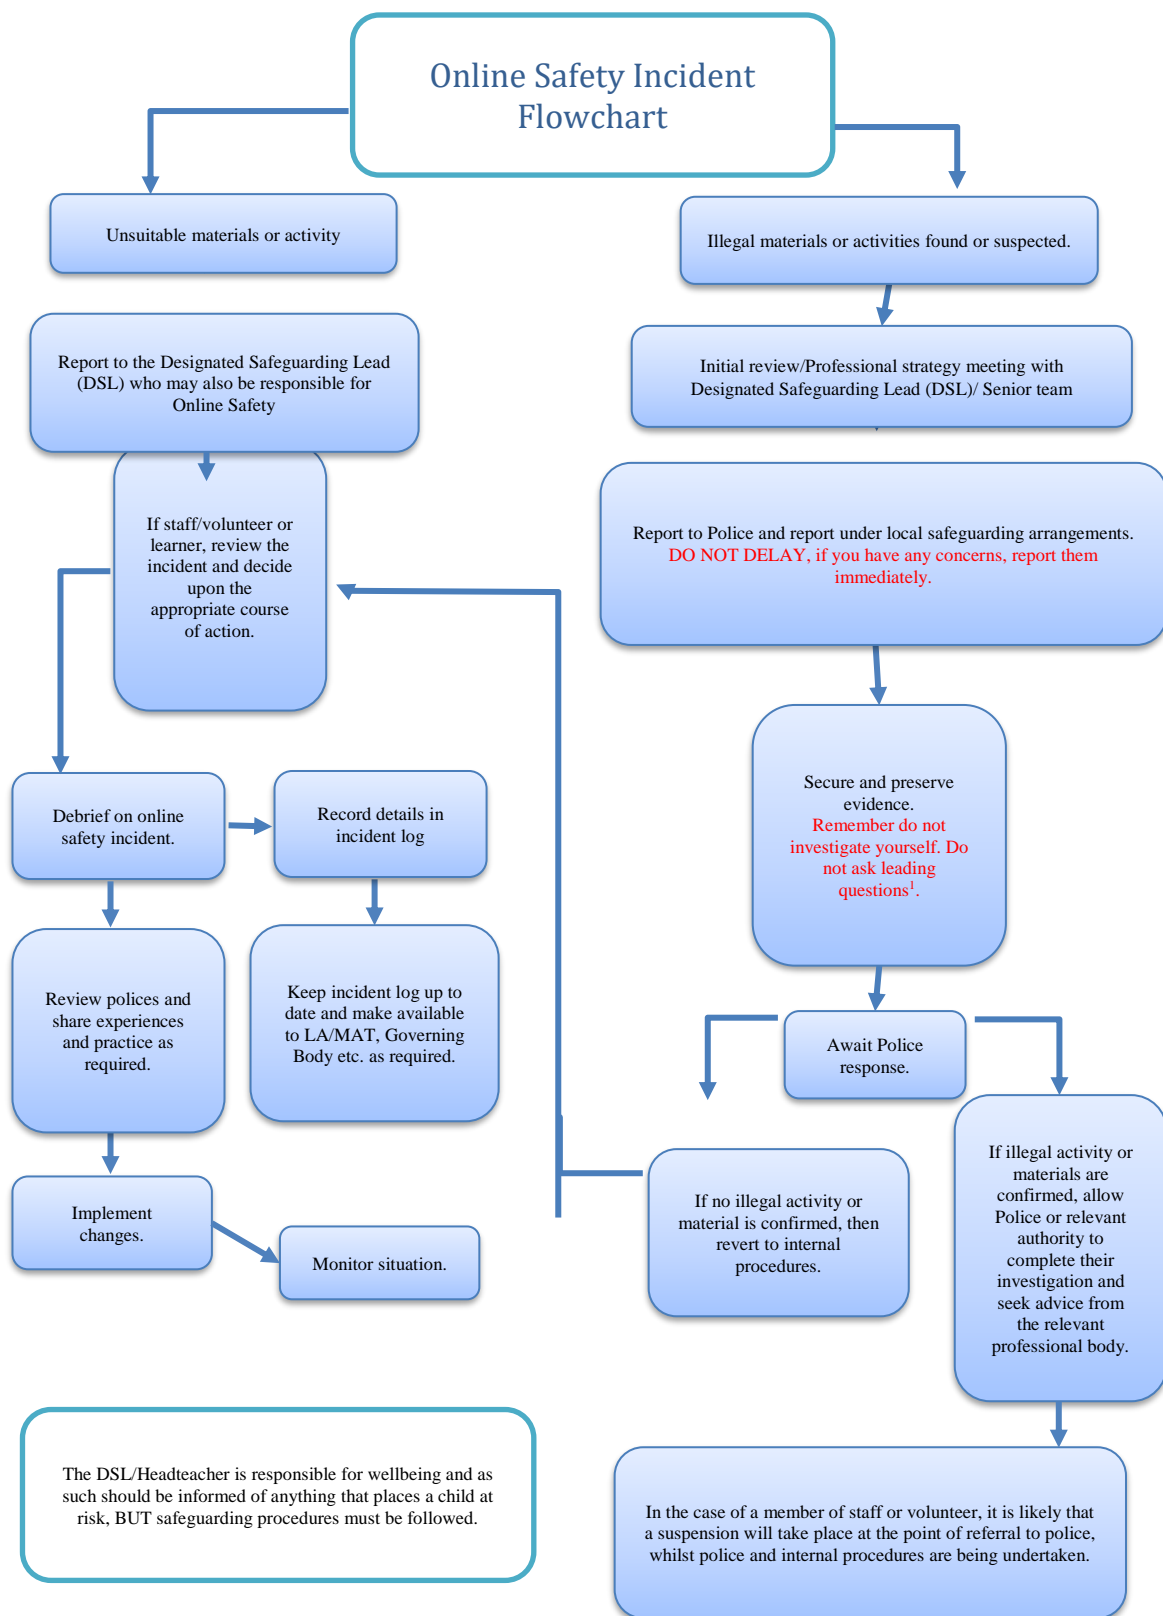 Online Safety Incident
Flowchart
Unsuitable materials or activity
Illegal materials or activities found or suspected.
Report to the Designated Safeguarding Lead
(DSL) who may also be responsible for
Online Safety
Initial review/Professional strategy meeting with
Designated Safeguarding Lead (DSL)/ Senior team
If staff/volunteer or
learner, review the
incident and decide
upon the
appropriate course
of action.
Report to Police and report under local safeguarding arrangements.
DO NOT DELAY, if you have any concerns, report them
immediately.
Secure and preserve
evidence.
Remember do not
investigate yourself. Do
not ask leading
questions¹.
Debrief on online
safety incident.
Record details in
incident log
Review polices and
share experiences
and practice as
required.
Keep incident log up to
date and make available
to LA/MAT, Governing
Body etc. as required.
Await Police
response.
Implement
changes.
Monitor situation.
If no illegal activity or
material is confirmed, then
revert to internal
procedures.
If illegal activity or
materials are
confirmed, allow
Police or relevant
authority to
complete their
investigation and
seek advice from
the relevant
professional body.
The DSL/Headteacher is responsible for wellbeing and as
such should be informed of anything that places a child at
risk, BUT safeguarding procedures must be followed.
In the case of a member of staff or volunteer, it is likely that
a suspension will take place at the point of referral to police,
whilst police and internal procedures are being undertaken.